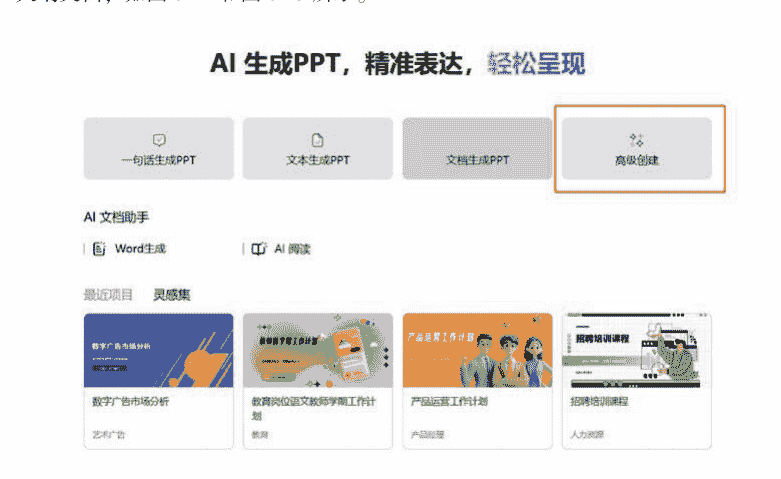 AI 生成PPT，精准表达，轻松呈现
一句话生成PPT
文本生成PPT
文档生成PPT
高级创建
AI 文档助手
Word生成
AI 阅读
最近项目
灵感集
数字广告市场分析
产品运营工作计划
招聘培训课程
数字广告市场分析
教育岗位语文教师学期工作计
划
产品运营工作计划
招聘培训课程
艺术广告
教育
产品经理
人力资源